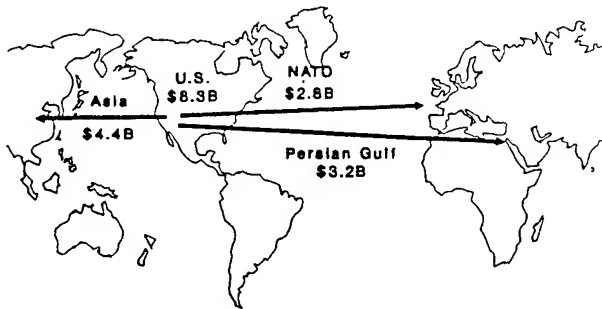 U.S.
$8.3B
NATO
$2.8B
Asia
$4.4B
Persian Gulf
$3.2B